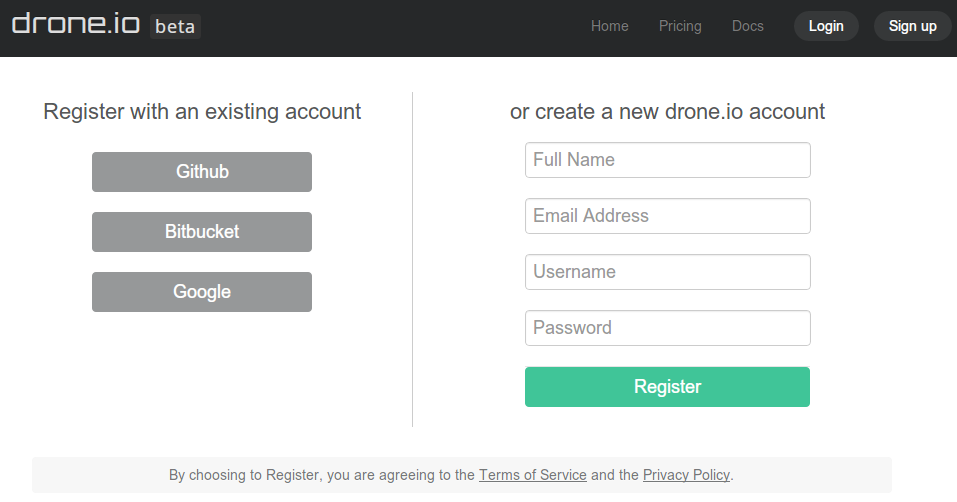 drone.io beta Home Pricing Docs Login Sign up
Register with an existing account
Github
Bitbucket
Google
or create a new drone.io account
Full Name
Email Address
Username
Password
Register
By choosing to Register, you are agreeing to the Terms of Service and the Privacy Policy.